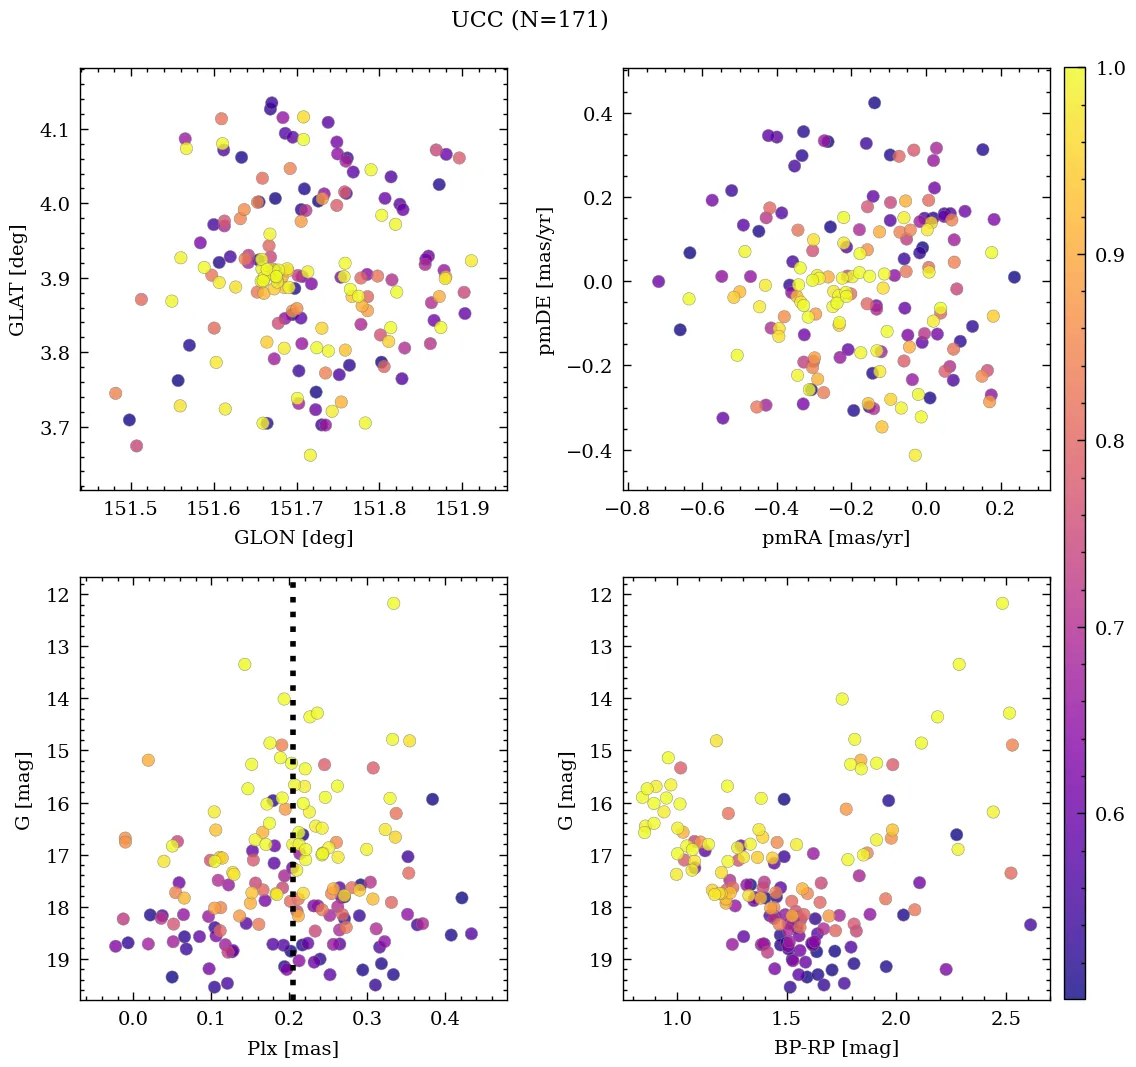 UCC (N=171)
4.1
4.0
3.9
3.8
3.7
GLAT [deg]
151.5 151.6 151.7 151.8 151.9
GLON [deg]
0.4
0.2
0.0
−0.2
−0.4
pmDE [mas/yr]
−0.8 −0.6 −0.4 −0.2 0.0 0.2
pmRA [mas/yr]
1.0
0.9
0.8
0.7
0.6
12
13
14
15
16
17
18
19
G [mag]
0.0 0.1 0.2 0.3 0.4
Plx [mas]
12
13
14
15
16
17
18
19
G [mag]
1.0 1.5 2.0 2.5
BP-RP [mag]